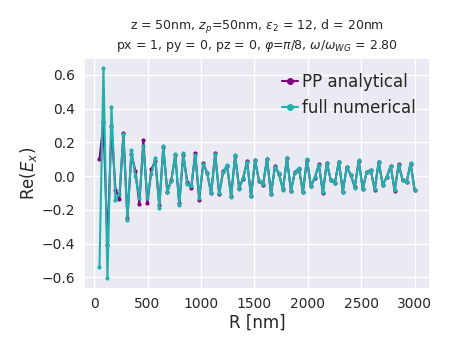 z = 50nm, z_p=50nm, ε_2 = 12, d = 20nm
px = 1, py = 0, pz = 0, φ=π/8, ω/ω_WG = 2.80
PP analytical
full numerical
Re(E_x)
0.6
0.4
0.2
0.0
−0.2
−0.4
−0.6
0 500 1000 1500 2000 2500 3000
R [nm]